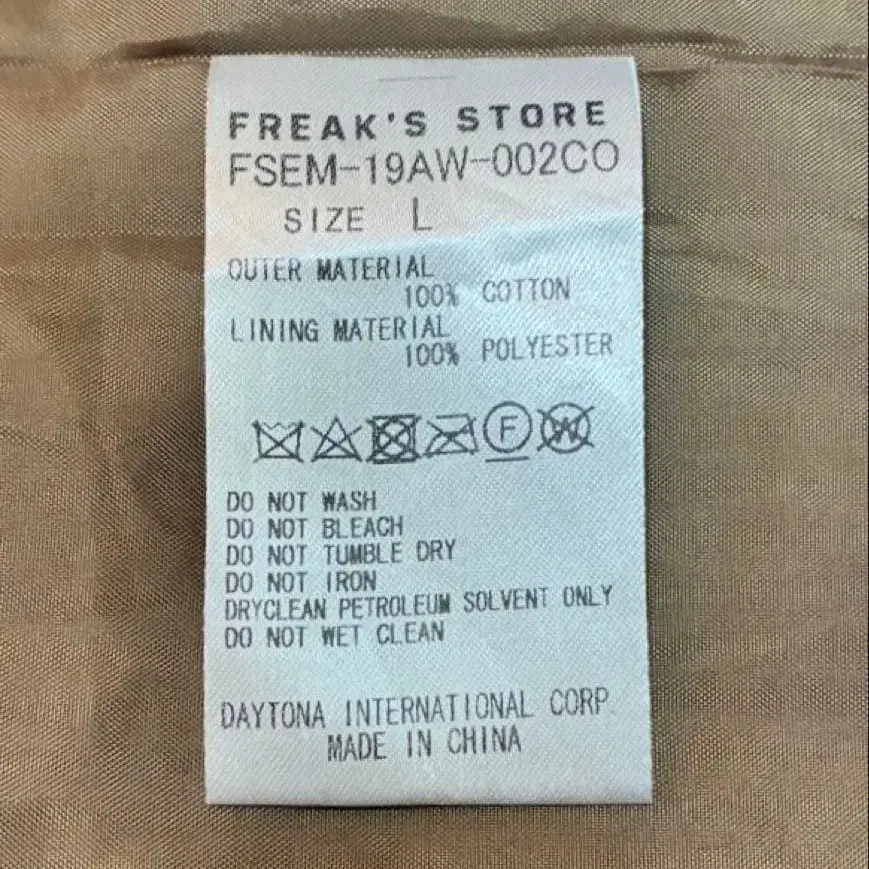 FREAK'S STORE
FSEM-19AW-002CO
SIZE L
OUTER MATERIAL
100% COTTON
LINING MATERIAL
100% POLYESTER
F W
DO NOT WASH
DO NOT BLEACH
DO NOT TUMBLE DRY
DO NOT IRON
DRYCLEAN PETROLEUM SOLVENT ONLY
DO NOT WET CLEAN
DAYTONA INTERNATIONAL CORP.
MADE IN CHINA